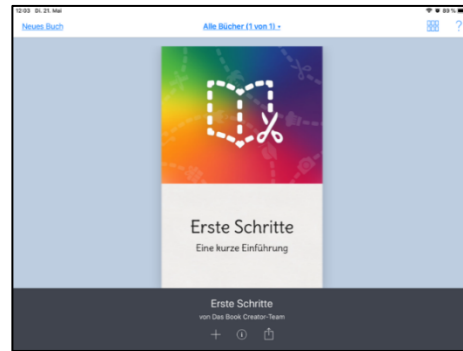 12:03 Di. 21. Mai 83 %
Neues Buch Alle Bücher (1 von 1) ?
Erste Schritte
Eine kurze Einführung
Erste Schritte
von Das Book Creator-Team